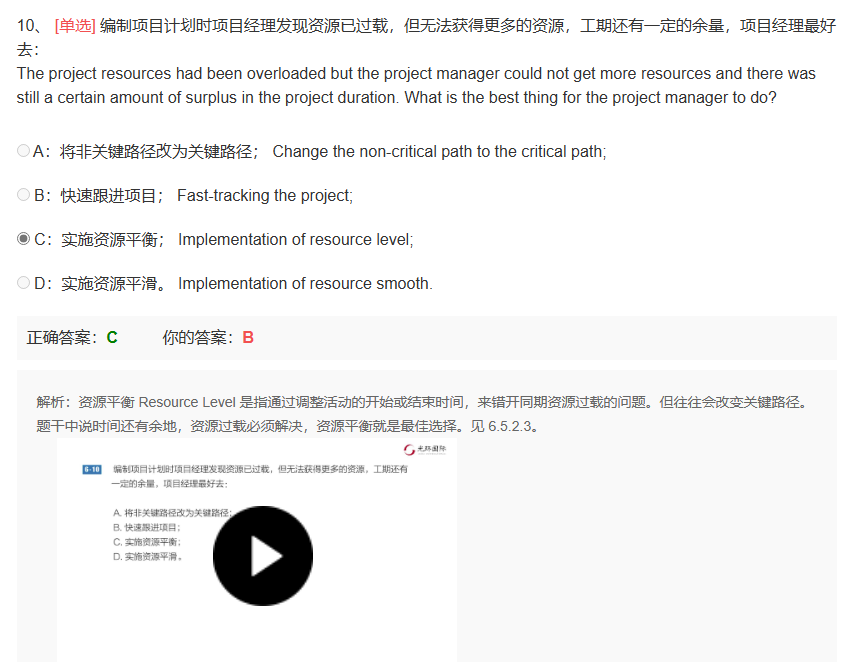 10、 [单选] 编制项目计划时项目经理发现资源已过载，但无法获得更多的资源，工期还有一定的余量，项目经理最好
去：
The project resources had been overloaded but the project manager could not get more resources and there was
still a certain amount of surplus in the project duration. What is the best thing for the project manager to do?
A：将非关键路径改为关键路径； Change the non-critical path to the critical path;
B：快速跟进项目； Fast-tracking the project;
C：实施资源平衡； Implementation of resource level;
D：实施资源平滑。 Implementation of resource smooth.
正确答案：C 你的答案：B
解析：资源平衡 Resource Level 是指通过调整活动的开始或结束时间，来错开同期资源过载的问题。但往往会改变关键路径。
题干中说时间还有余地，资源过载必须解决，资源平衡就是最佳选择。见 6.5.2.3。
光环国际
6-10 编制项目计划时项目经理发现资源已过载，但无法获得更多的资源，工期还有
一定的余量，项目经理最好去：
A. 将非关键路径改为关键路径；
B. 快速跟进项目；
C. 实施资源平衡；
D. 实施资源平滑。